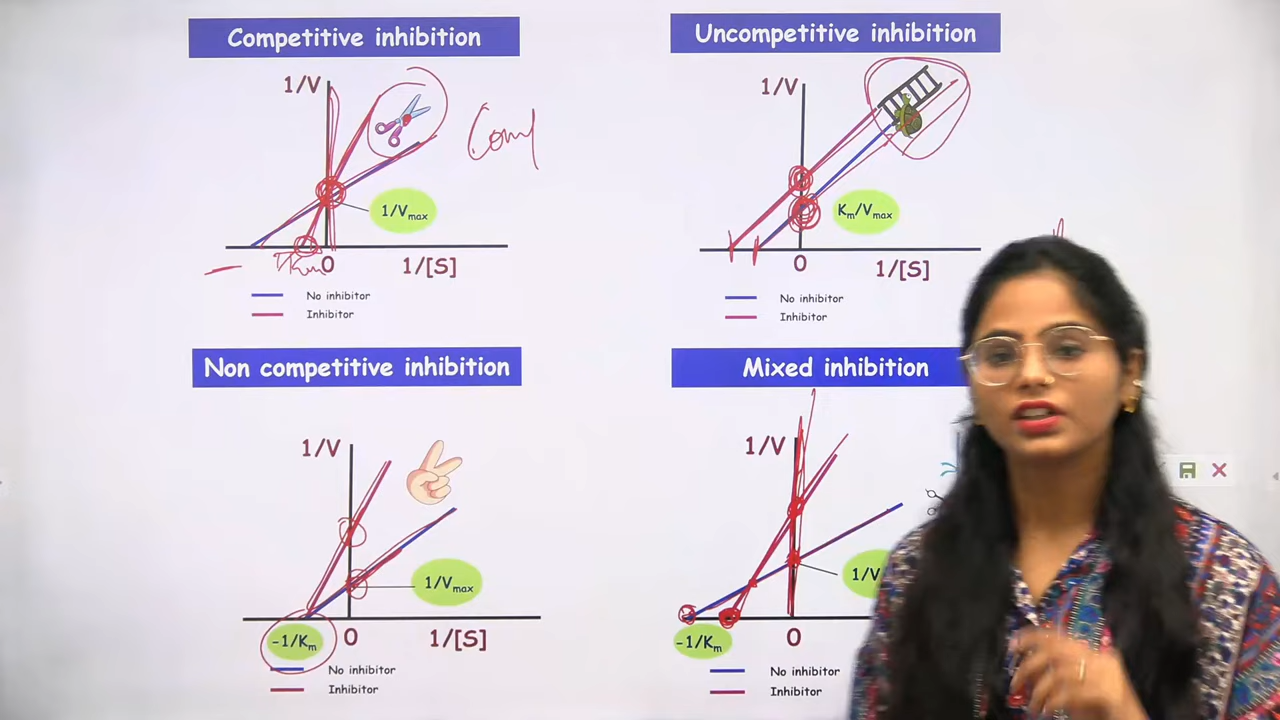 Competitive inhibition
1/V
1/Vmax
0
1/[S]
No inhibitor
Inhibitor
Uncompetitive inhibition
1/V
Km/Vmax
0
1/[S]
No inhibitor
Inhibitor
Non competitive inhibition
1/V
1/Vmax
-1/Km
0
1/[S]
No inhibitor
Inhibitor
Mixed inhibition
1/V
1/V
-1/Km
0
No inhibitor
Inhibitor